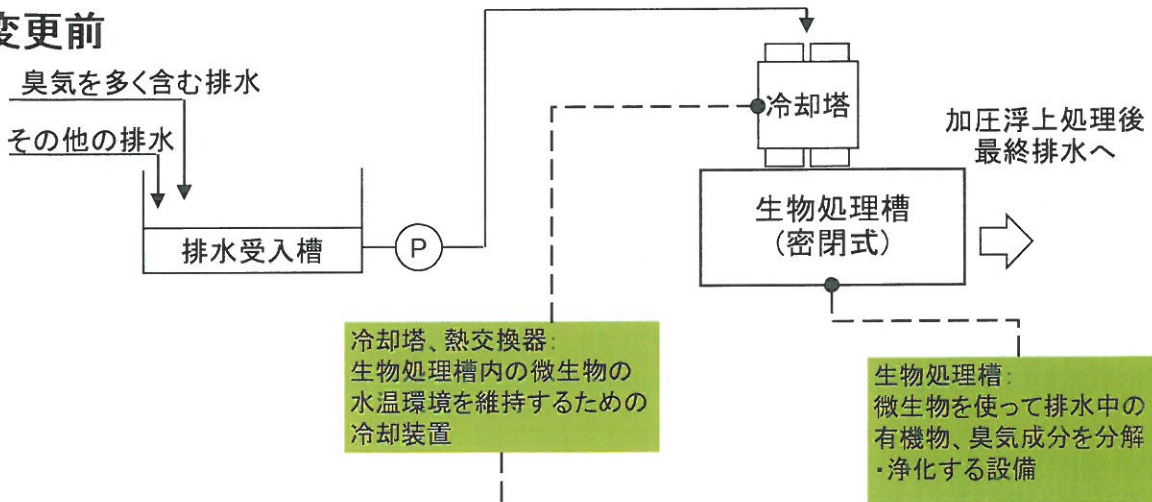 変更前
臭気を多く含む排水
その他の排水
排水受入槽
P
冷却塔
生物処理槽
(密閉式)
加圧浮上処理後
最終排水へ
冷却塔、熱交換器:
生物処理槽内の微生物の
水温環境を維持するための
冷却装置
生物処理槽:
微生物を使って排水中の
有機物、臭気成分を分解
・浄化する設備